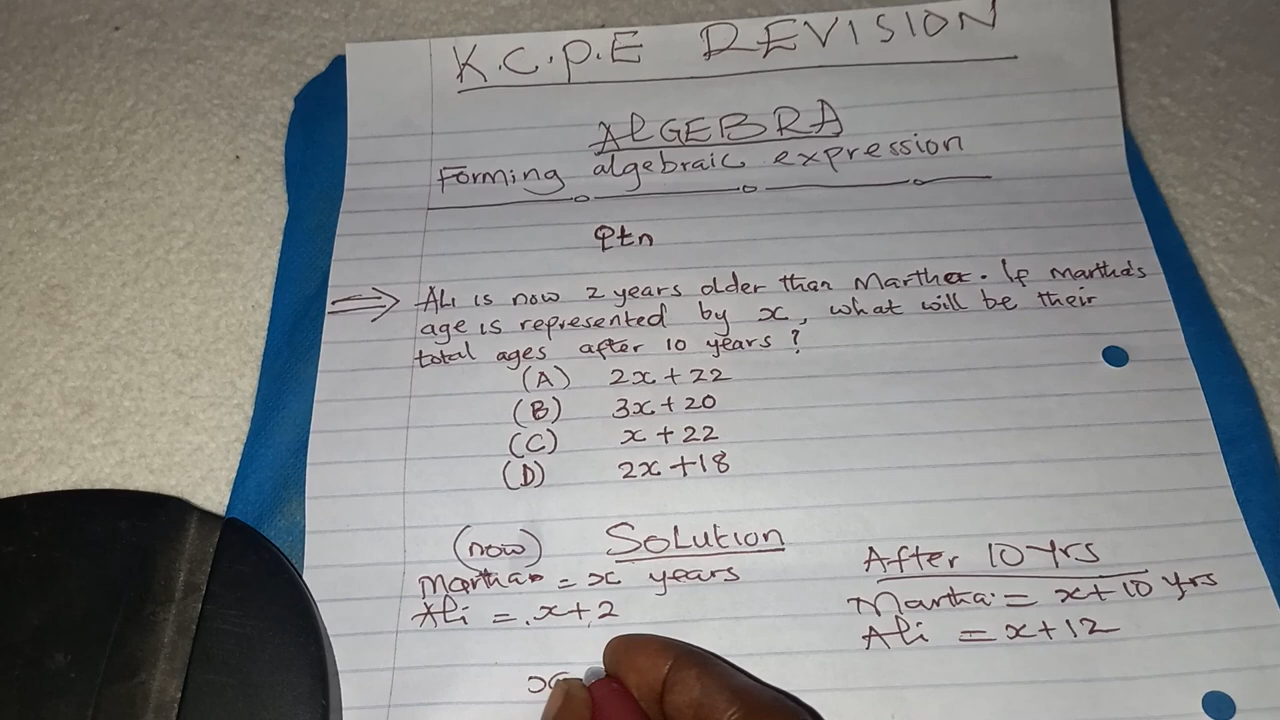 K.C.P.E REVISION
ALGEBRA
Forming algebraic expression
Qtn
⇒ Ali is now 2 years older than Martha. If martha's
age is represented by x, what will be their
total ages after 10 years?
(A) 2x + 22
(B) 3x + 20
(C) x + 22
(D) 2x + 18
(now) Solution
Martha = x years
Ali = x + 2
After 10 yrs
Martha = x + 10 yrs
Ali = x + 12
x